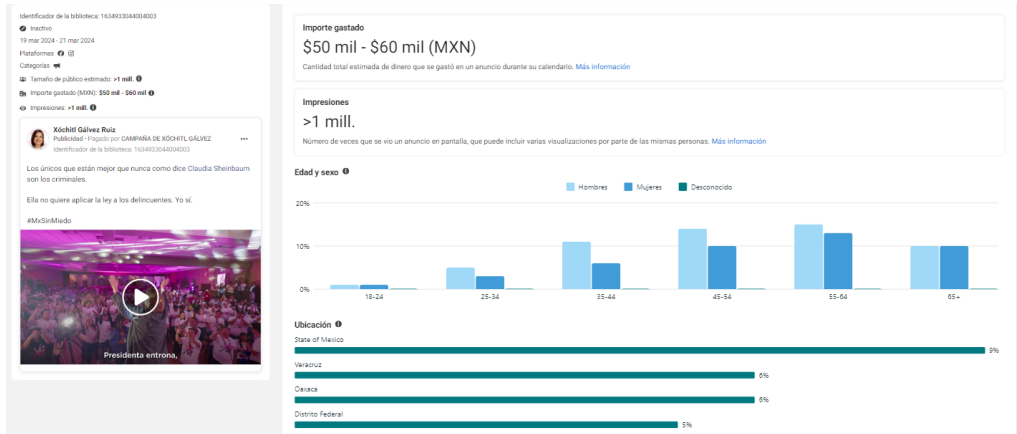 Identificador de la biblioteca: 1634933044004003
Inactivo
19 mar 2024 - 21 mar 2024
Plataformas
Categorías
Tamaño de público estimado: >1 mill.
Importe gastado (MXN): $50 mil - $60 mil
Impresiones: >1 mill.
Xóchitl Gálvez Ruiz
Publicidad • Pagado por CAMPAÑA DE XÓCHITL GÁLVEZ
Identificador de la biblioteca: 1634933044004003
Los únicos que están mejor que nunca como dice Claudia Sheinbaum
son los criminales.
Ella no quiere aplicar la ley a los delincuentes. Yo sí.
#MxSinMiedo
Presidenta entrona,
Importe gastado
$50 mil - $60 mil (MXN)
Cantidad total estimada de dinero que se gastó en un anuncio durante su calendario. Más información
Impresiones
>1 mill.
Número de veces que se vio un anuncio en pantalla, que puede incluir varias visualizaciones por parte de las mismas personas. Más información
Edad y sexo
Hombres Mujeres Desconocido
20%
10%
0%
18-24 25-34 35-44 45-54 55-64 65+
Ubicación
State of Mexico
9%
Veracruz
6%
Oaxaca
6%
Distrito Federal
5%